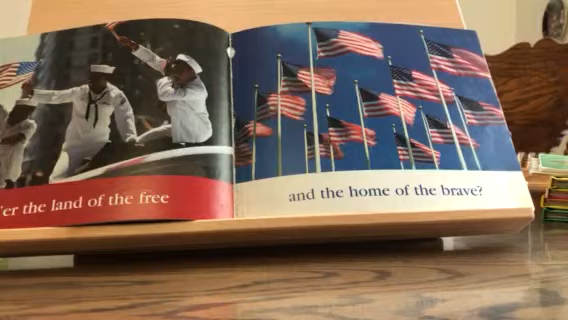 'er the land of the free
and the home of the brave?